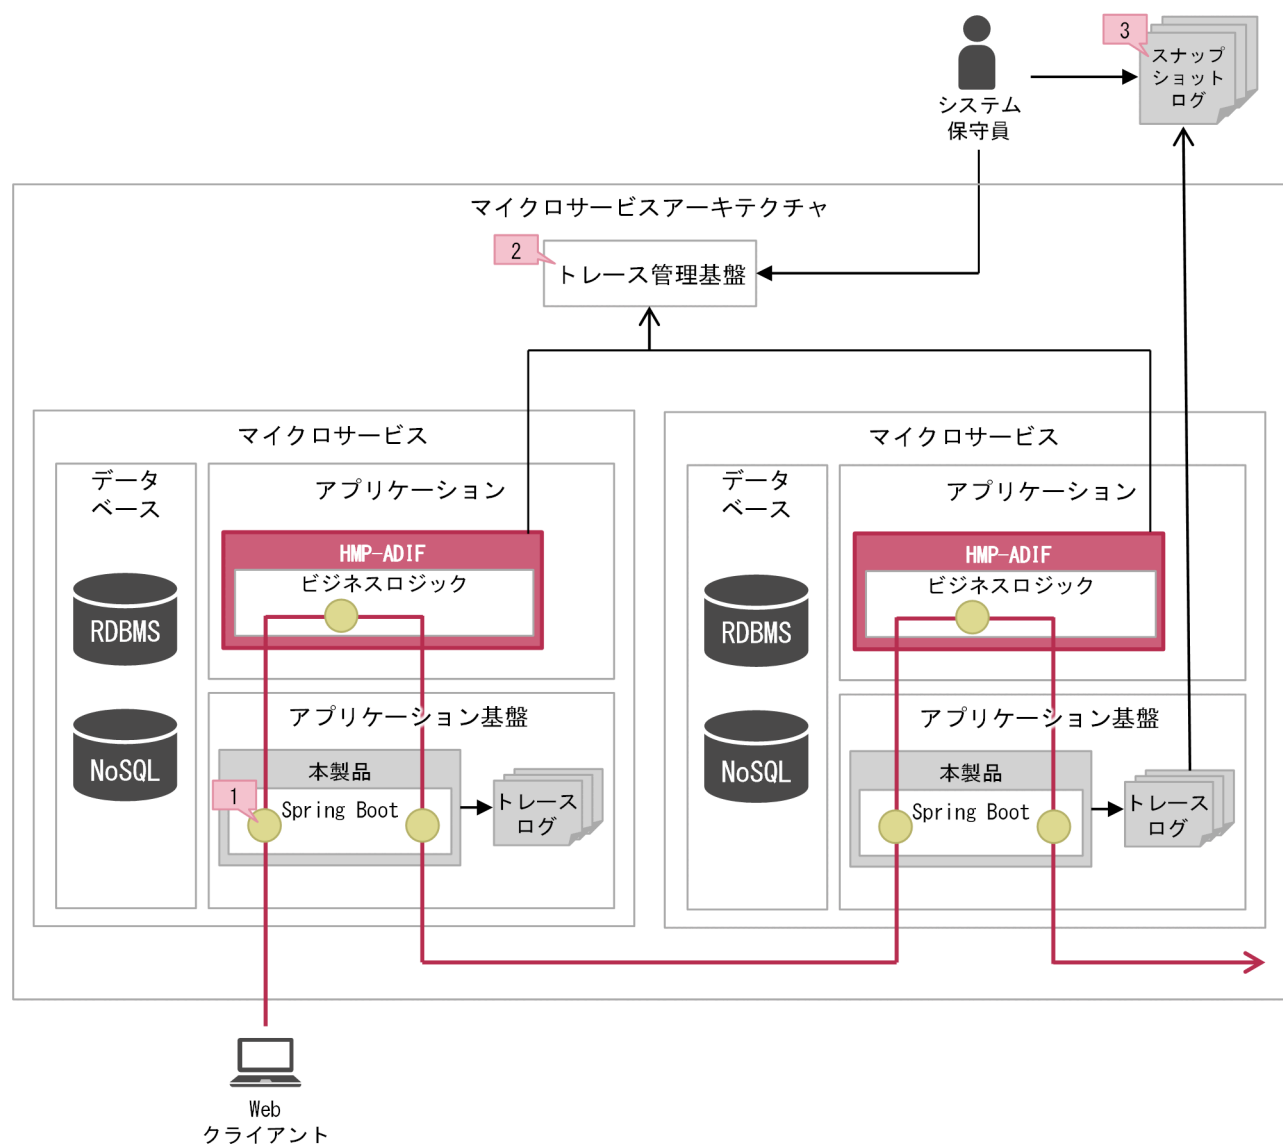 3
スナップ
ショット
ログ
システム
保守員
マイクロサービスアーキテクチャ
2
トレース管理基盤
マイクロサービス
データ
ベース
RDBMS
NoSQL
アプリケーション
HMP-ADIF
ビジネスロジック
アプリケーション基盤
本製品
1
Spring Boot
トレース
ログ
マイクロサービス
データ
ベース
RDBMS
NoSQL
アプリケーション
HMP-ADIF
ビジネスロジック
アプリケーション基盤
本製品
Spring Boot
トレース
ログ
Web
クライアント